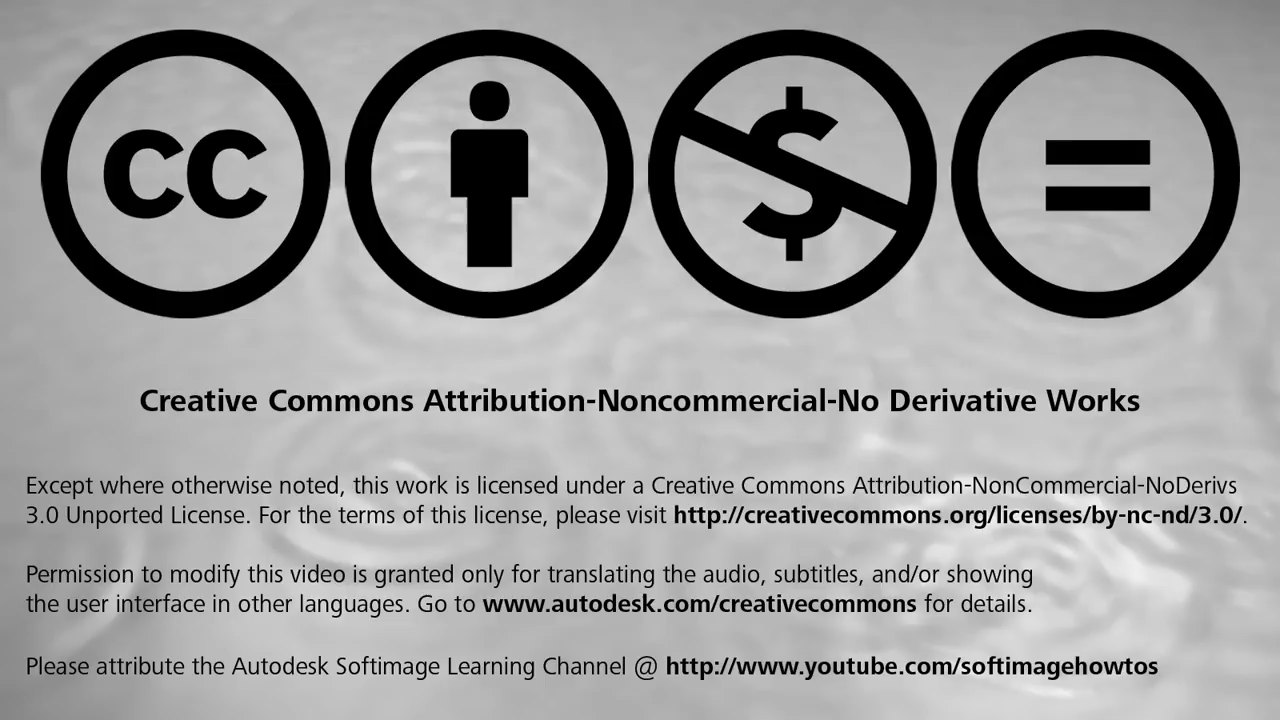 cc $ =
Creative Commons Attribution-Noncommercial-No Derivative Works
Except where otherwise noted, this work is licensed under a Creative Commons Attribution-NonCommercial-NoDerivs
3.0 Unported License. For the terms of this license, please visit http://creativecommons.org/licenses/by-nc-nd/3.0/.
Permission to modify this video is granted only for translating the audio, subtitles, and/or showing
the user interface in other languages. Go to www.autodesk.com/creativecommons for details.
Please attribute the Autodesk Softimage Learning Channel @ http://www.youtube.com/softimagehowtos